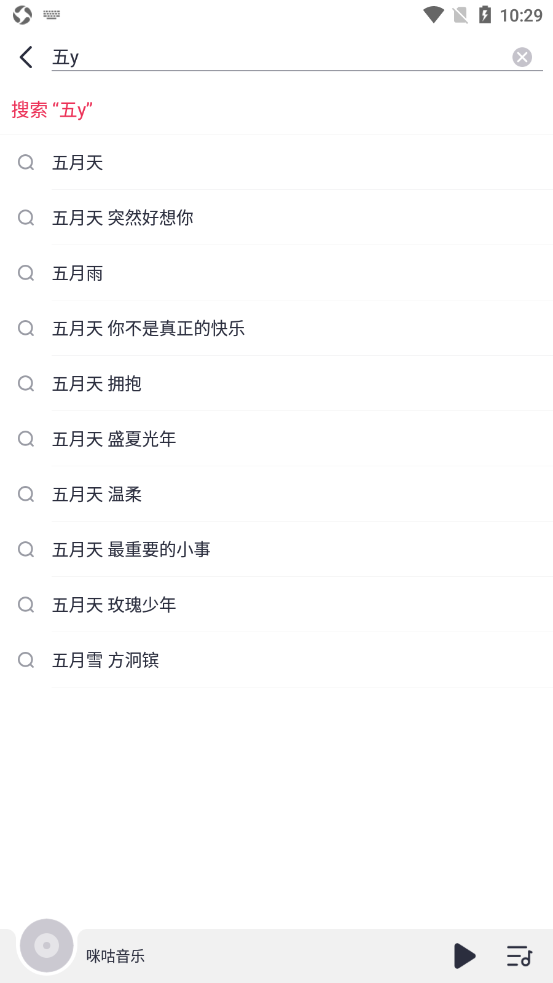 10:29
五y
搜索 “五y”
五月天
五月天 突然好想你
五月雨
五月天 你不是真正的快乐
五月天 拥抱
五月天 盛夏光年
五月天 温柔
五月天 最重要的小事
五月天 玫瑰少年
五月雪 方泂镔
咪咕音乐